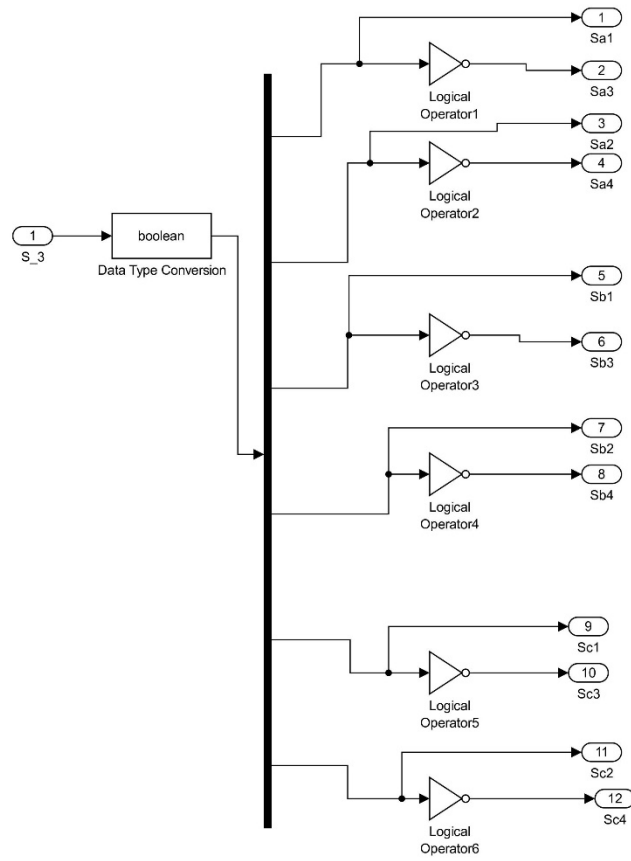 1
Sa1
2
Sa3
Logical
Operator1
3
Sa2
4
Sa4
Logical
Operator2
1
S_3
boolean
Data Type Conversion
5
Sb1
6
Sb3
Logical
Operator3
7
Sb2
8
Sb4
Logical
Operator4
9
Sc1
10
Sc3
Logical
Operator5
11
Sc2
12
Sc4
Logical
Operator6